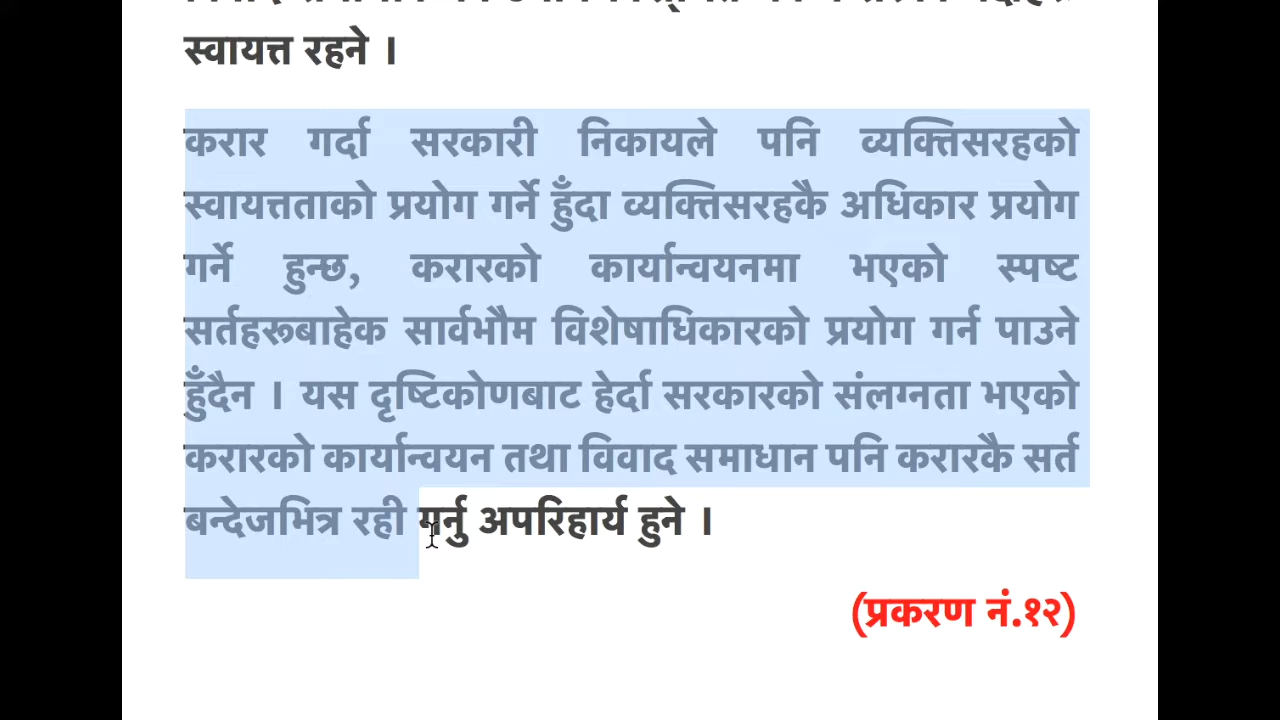 स्वायत्त रहने ।
करार गर्दा सरकारी निकायले पनि व्यक्तिसरहको
स्वायत्तताको प्रयोग गर्ने हुँदा व्यक्तिसरहकै अधिकार प्रयोग
गर्ने हुन्छ, करारको कार्यान्वयनमा भएको स्पष्ट
सर्तहरूबाहेक सार्वभौम विशेषाधिकारको प्रयोग गर्न पाउने
हुँदैन । यस दृष्टिकोणबाट हेर्दा सरकारको संलग्नता भएको
करारको कार्यान्वयन तथा विवाद समाधान पनि करारकै सर्त
बन्देजभित्र रही गर्नु अपरिहार्य हुने ।
(प्रकरण नं.१२)